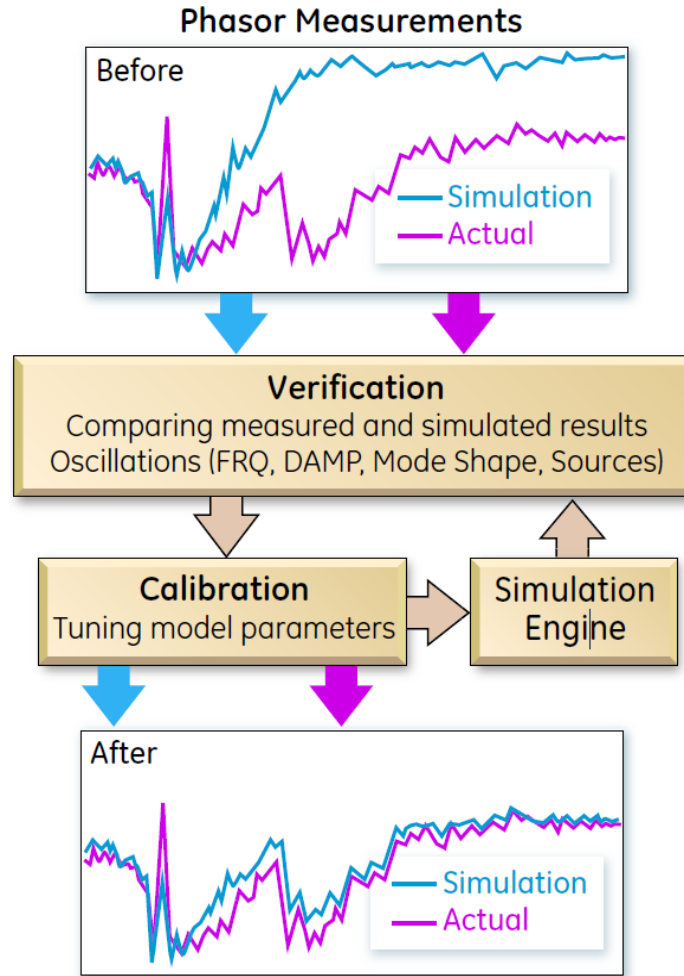 Phasor Measurements
Before
Simulation
Actual
Verification
Comparing measured and simulated results
Oscillations (FRQ, DAMP, Mode Shape, Sources)
Calibration
Tuning model parameters
Simulation
Engine
After
Simulation
Actual